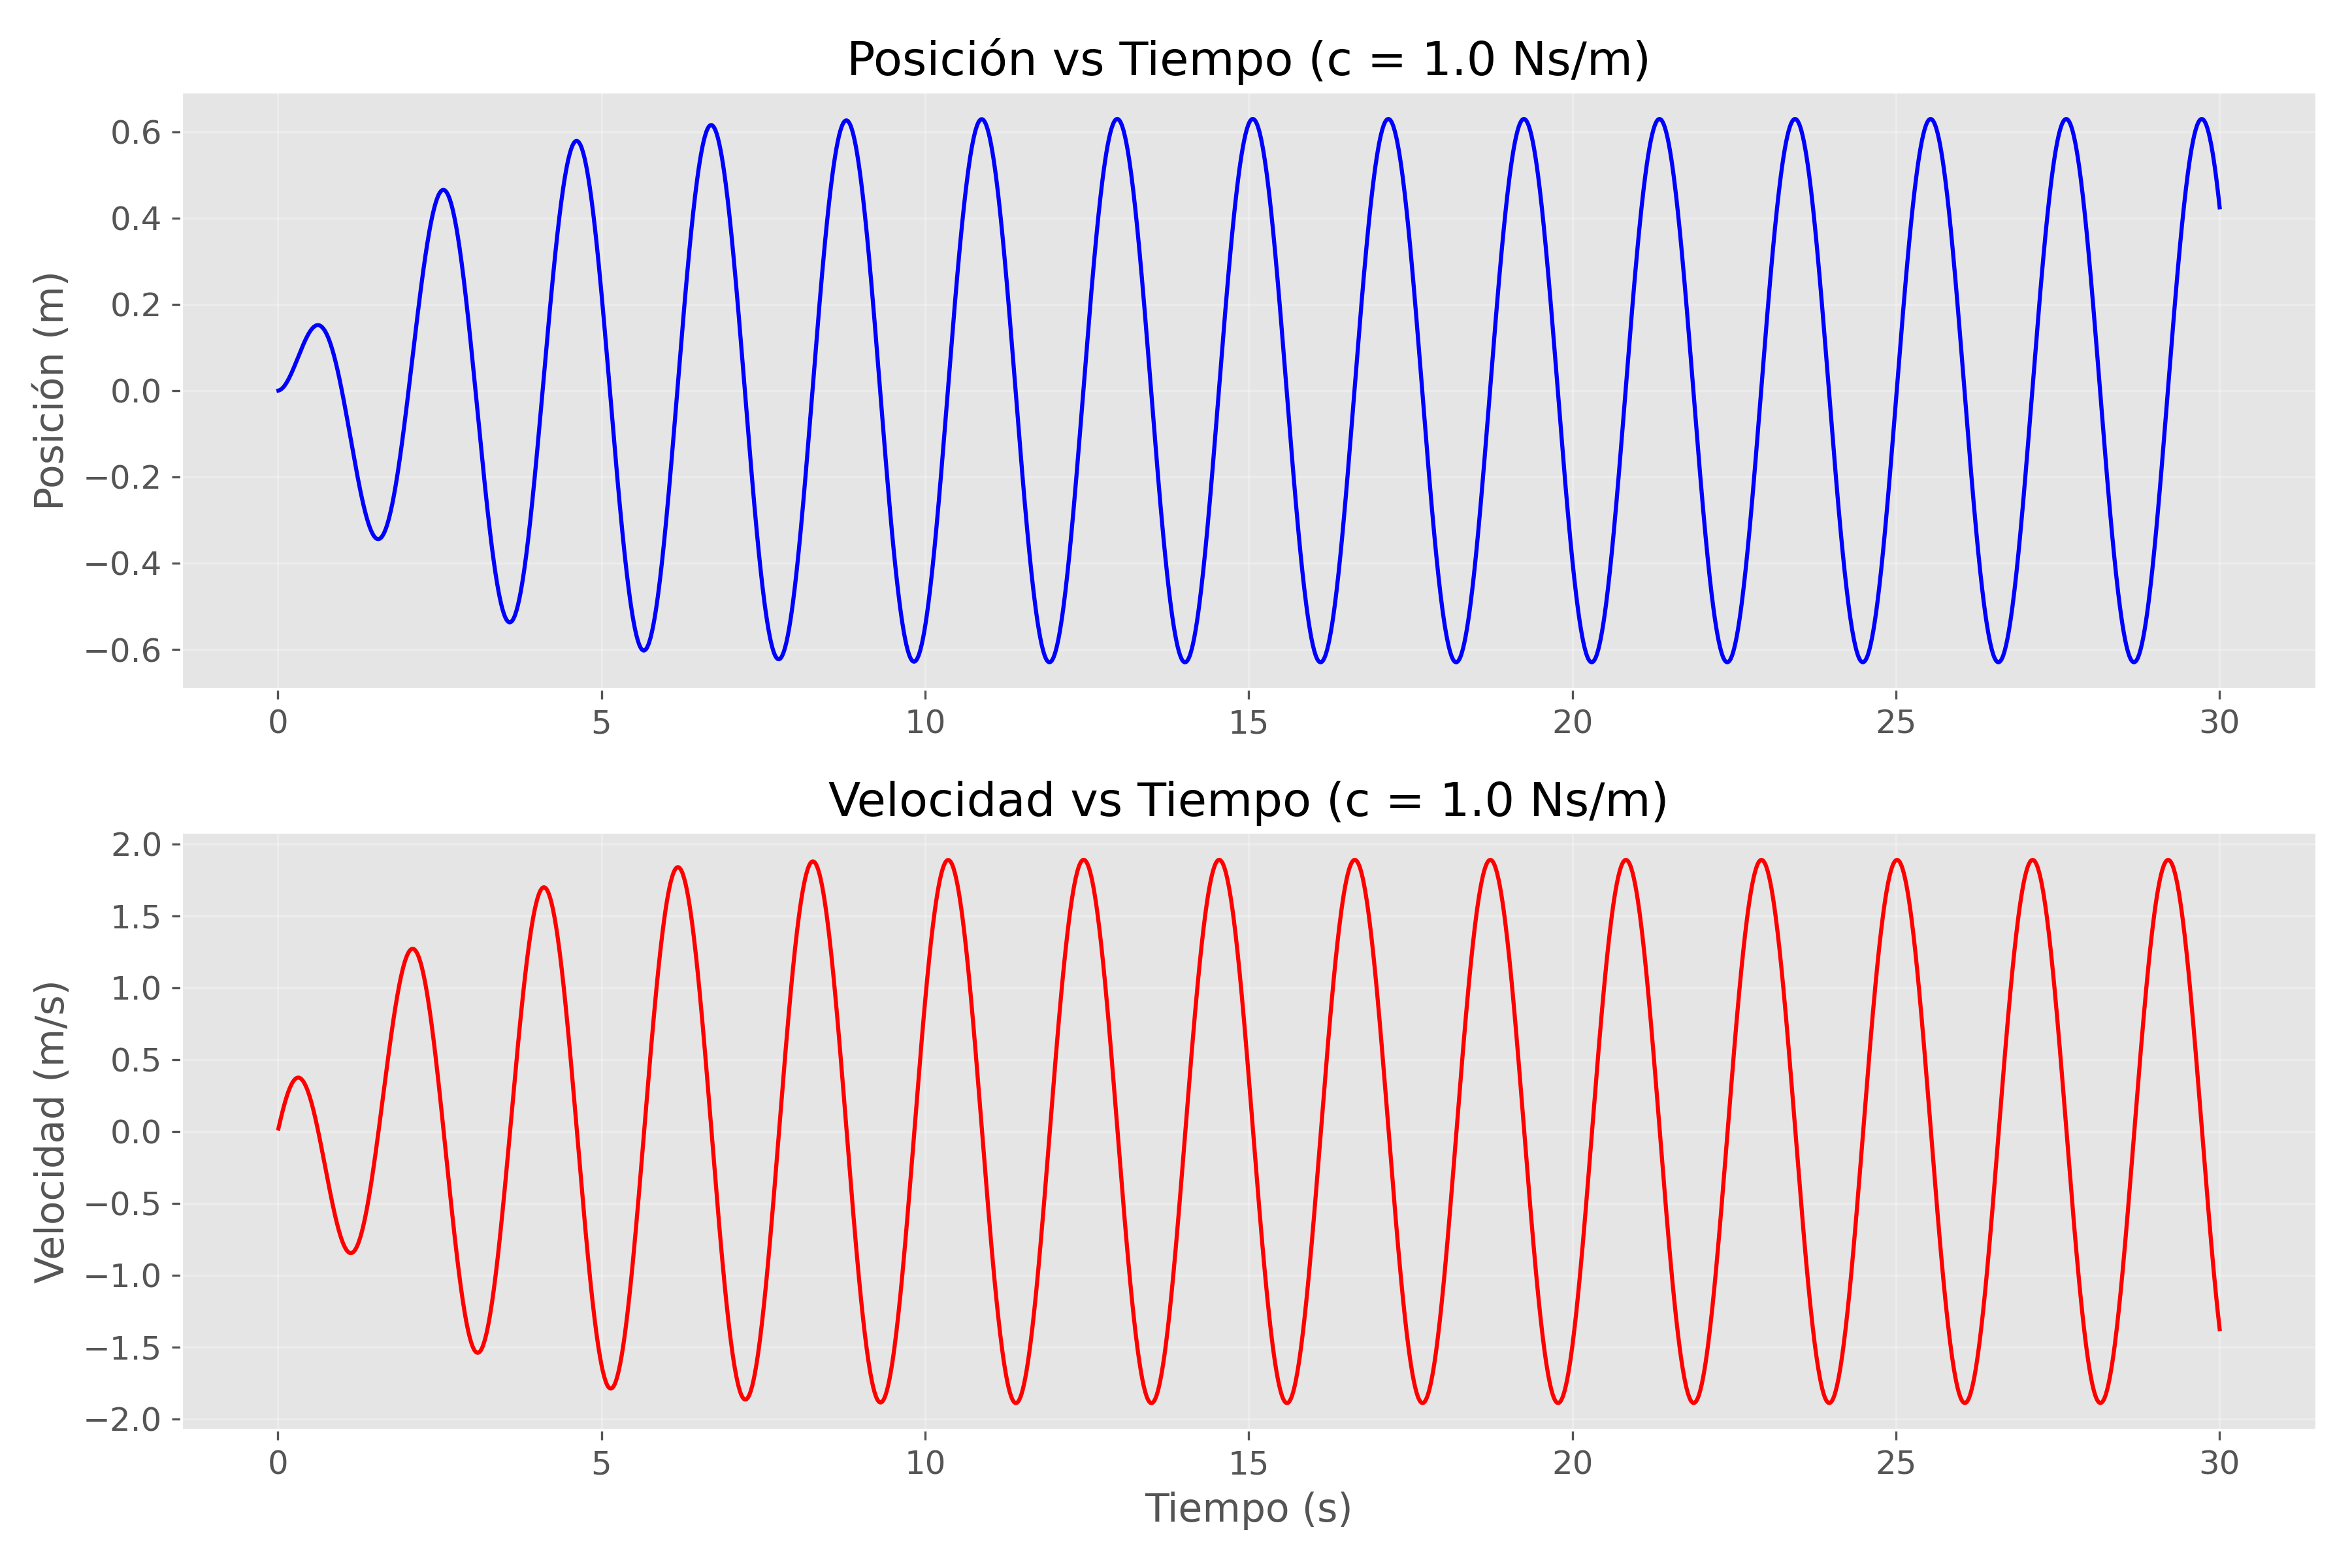 Posición vs Tiempo (c = 1.0 Ns/m)
0.6
0.4
0.2
0.0
−0.2
−0.4
−0.6
Posición (m)
0 5 10 15 20 25 30
Velocidad vs Tiempo (c = 1.0 Ns/m)
2.0
1.5
1.0
0.5
0.0
−0.5
−1.0
−1.5
−2.0
Velocidad (m/s)
0 5 10 15 20 25 30
Tiempo (s)